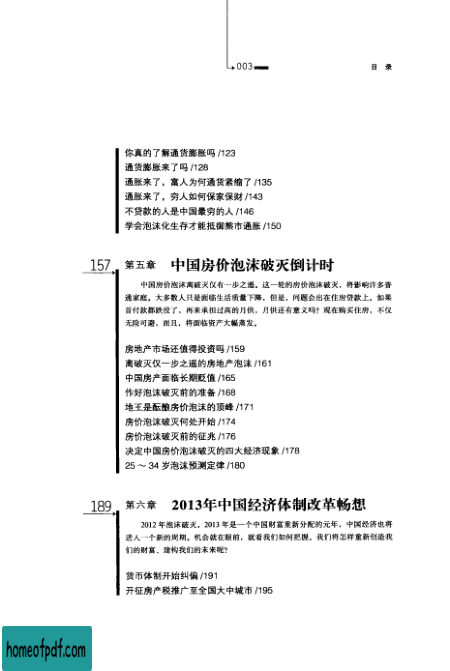 003
目 录
你真的了解通货膨胀吗 /123
通货膨胀来了吗 /128
通胀来了，富人为何通货紧缩了 /135
通胀来了，穷人如何保家保财 /143
不贷款的人是中国最穷的人 /146
学会泡沫化生存才能抵御熊市通胀 /150
157 第五章 中国房价泡沫破灭倒计时
中国房价泡沫离破灭仅有一步之遥。这一轮的房价泡沫破灭，将影响许多普
通家庭。大多数人只是面临生活质量下降，但是，问题会出在住房贷款上。如果
首付款都跌没了，再来承担过高的月供，月供还有意义吗？现在购买住房，不仅
无险可避，而且，将面临资产大幅蒸发。
房地产市场还值得投资吗 /159
离破灭仅一步之遥的房地产泡沫 /161
中国房产面临长期贬值 /165
作好泡沫破灭前的准备 /168
地王是酝酿房价泡沫的顶峰 /171
房价泡沫破灭何处开始 /174
房价泡沫破灭前的征兆 /176
决定中国房价泡沫破灭的四大经济现象 /178
25 ～ 34 岁泡沫预测定律 /180
189 第六章 2013年中国经济体制改革畅想
2012 年泡沫破灭，2013 年是一个中国财富重新分配的元年，中国经济也将
进入一个新的周期。机会就在眼前，就看我们如何把握。我们将怎样重新创造我
们的财富、建构我们的未来呢？
货币体制开始纠偏 /191
开征房产税推广至全国大中城市 /195
homeofpdf.com